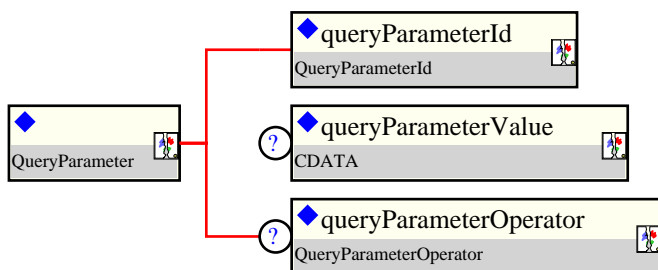 queryParameterId
QueryParameterId
QueryParameter
?
queryParameterValue
CDATA
?
queryParameterOperator
QueryParameterOperator